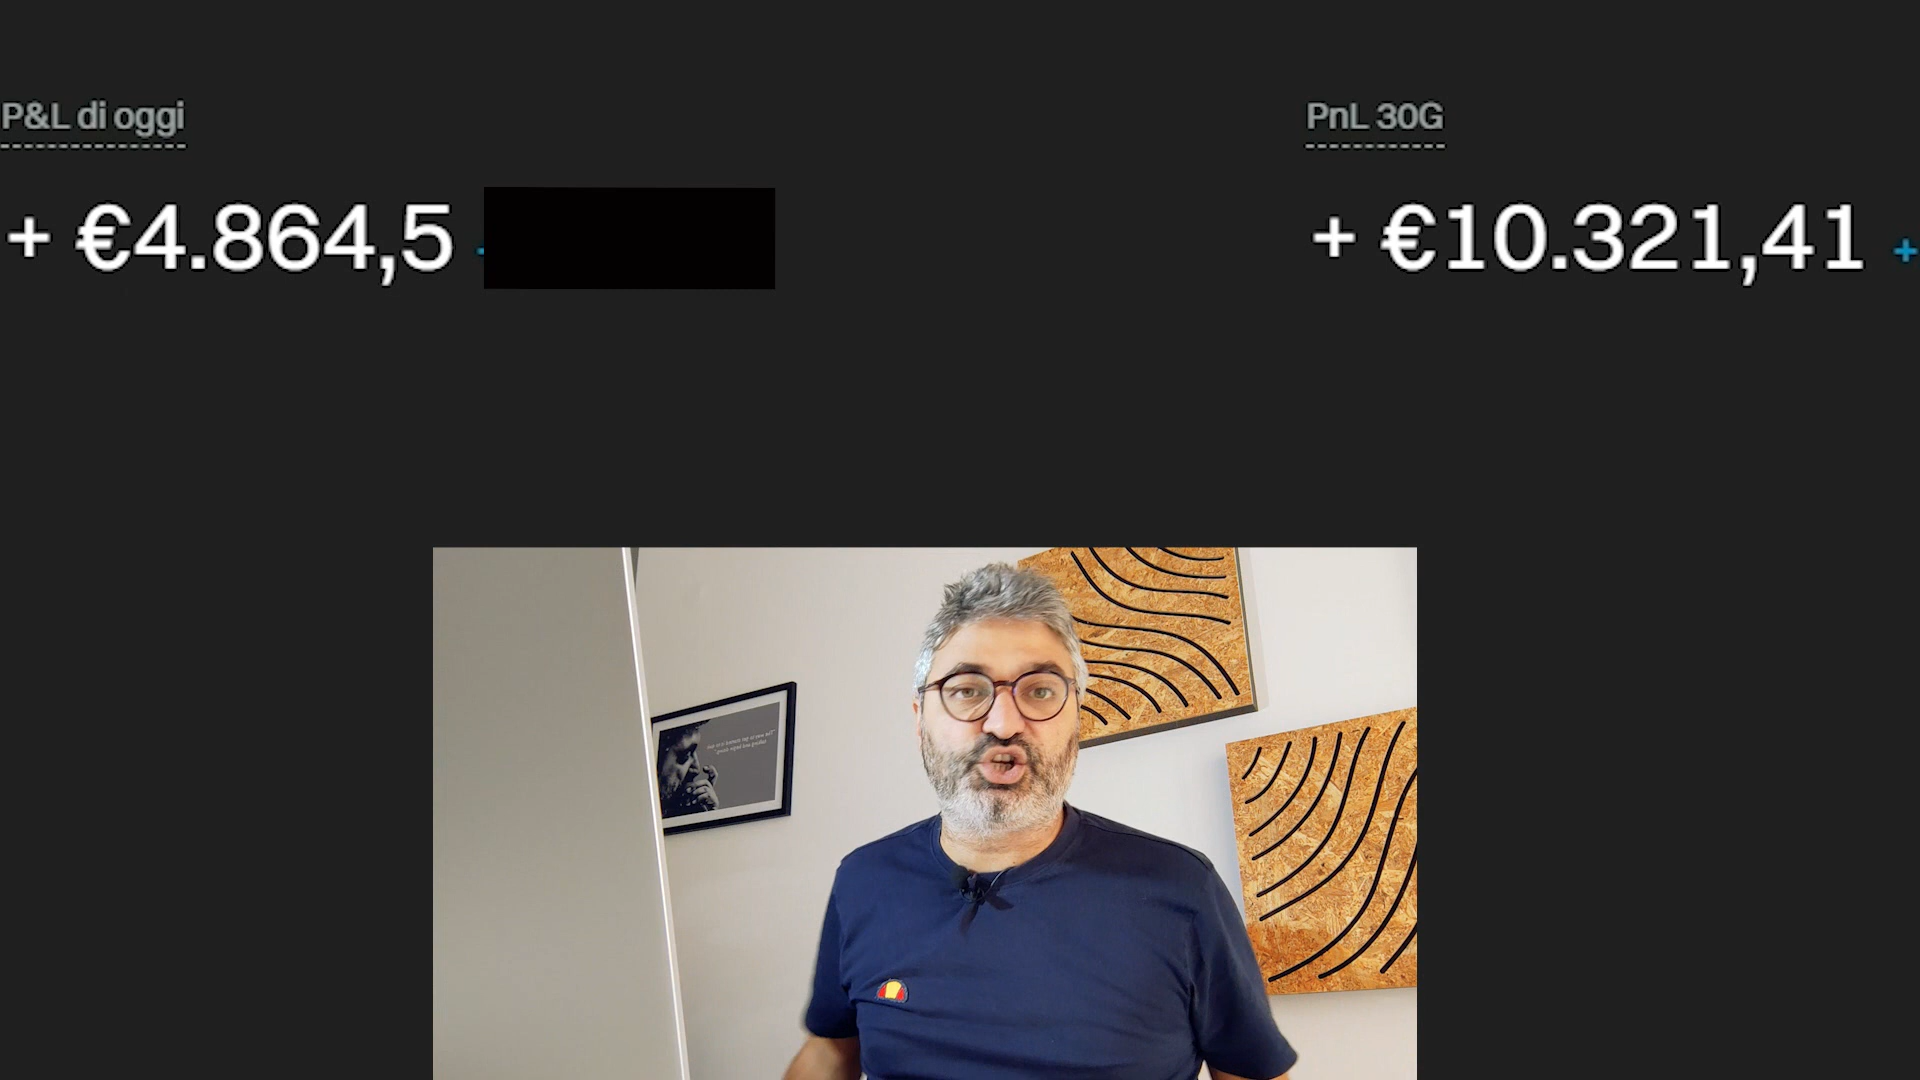 P&L di oggi
+ €4.864,5
PnL 30G
+ €10.321,41 +